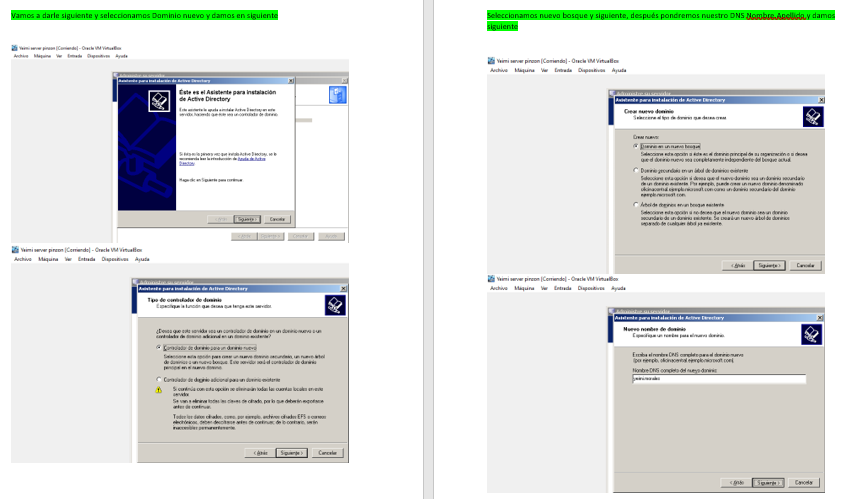 Vamos a darle siguiente y seleccionamos Dominio nuevo y damos en siguiente
Yeimi server pinzon [Corriendo] - Oracle VM VirtualBox
Archivo Máquina Ver Entrada Dispositivos Ayuda
Asistente para instalación de Active Directory
Éste es el Asistente para instalación
de Active Directory
Este asistente le ayuda a instalar Active Directory en este
servidor, haciendo que éste sea un controlador de dominio.
Si ésta es la primera vez que instala Active Directory, se le
recomienda leer la introducción de Ayuda de Active
Directory.
Haga clic en Siguiente para continuar.
Siguiente > Cancelar
Yeimi server pinzon [Corriendo] - Oracle VM VirtualBox
Archivo Máquina Ver Entrada Dispositivos Ayuda
Asistente para instalación de Active Directory
Tipo de controlador de dominio
Especifique la función que desea que tenga este servidor.
¿Desea que este servidor sea un controlador de dominio en un dominio nuevo o un
controlador de dominio adicional en un dominio existente?
Controlador de dominio para un dominio nuevo
Seleccione esta opción para crear un nuevo dominio secundario, un nuevo árbol
de dominios o un nuevo bosque. Este será el controlador de dominio
principal en el nuevo dominio.
Controlador de dominio adicional para un dominio existente
Si continúa con esta opción se eliminarán todas las cuentas locales en este
servidor.
Se van a eliminar todas las claves de cifrado, por lo que deberán exportarse
antes de continuar.
Todos los datos cifrados, como, por ejemplo, archivos cifrados EFS o correo
electrónicos, deben descifrarse antes de continuar; de lo contrario, serán
inaccesibles permanentemente.
< Atrás Siguiente > Cancelar
Seleccionamos nuevo bosque y siguiente, después pondremos nuestro DNS Nombre.Apellido y damos
siguiente
Yeimi server pinzon [Corriendo] - Oracle VM VirtualBox
Archivo Máquina Ver Entrada Dispositivos Ayuda
Asistente para instalación de Active Directory
Crear nuevo dominio
Seleccione el tipo de dominio que desea crear.
Crear nuevo:
Dominio en un nuevo bosque
Seleccione esta opción si éste es el dominio principal de su organización o si desea
que el dominio nuevo sea completamente independiente del bosque actual.
Dominio secundario en un árbol de dominios existente
Seleccione esta opción si desea que el nuevo dominio sea un dominio secundario
de un dominio existente. Por ejemplo, puede crear un nuevo dominio denominado
oficinacentral.ejemplo.microsoft.com como un dominio secundario del dominio
ejemplo.microsoft.com.
Árbol de dominios en un bosque existente
Seleccione esta opción si no desea que el nuevo dominio sea un dominio
secundario de un dominio existente. Se creará un nuevo árbol de dominios
separado de cualquier árbol ya existente.
< Atrás Siguiente > Cancelar
Yeimi server pinzon [Corriendo] - Oracle VM VirtualBox
Archivo Máquina Ver Entrada Dispositivos Ayuda
Asistente para instalación de Active Directory
Nuevo nombre de dominio
Especifique un nombre para el nuevo dominio.
Escriba el nombre DNS completo para el dominio nuevo
(por ejemplo, oficinacentral.ejemplo.microsoft.com).
Nombre DNS completo del nuevo dominio:
< Atrás Siguiente > Cancelar